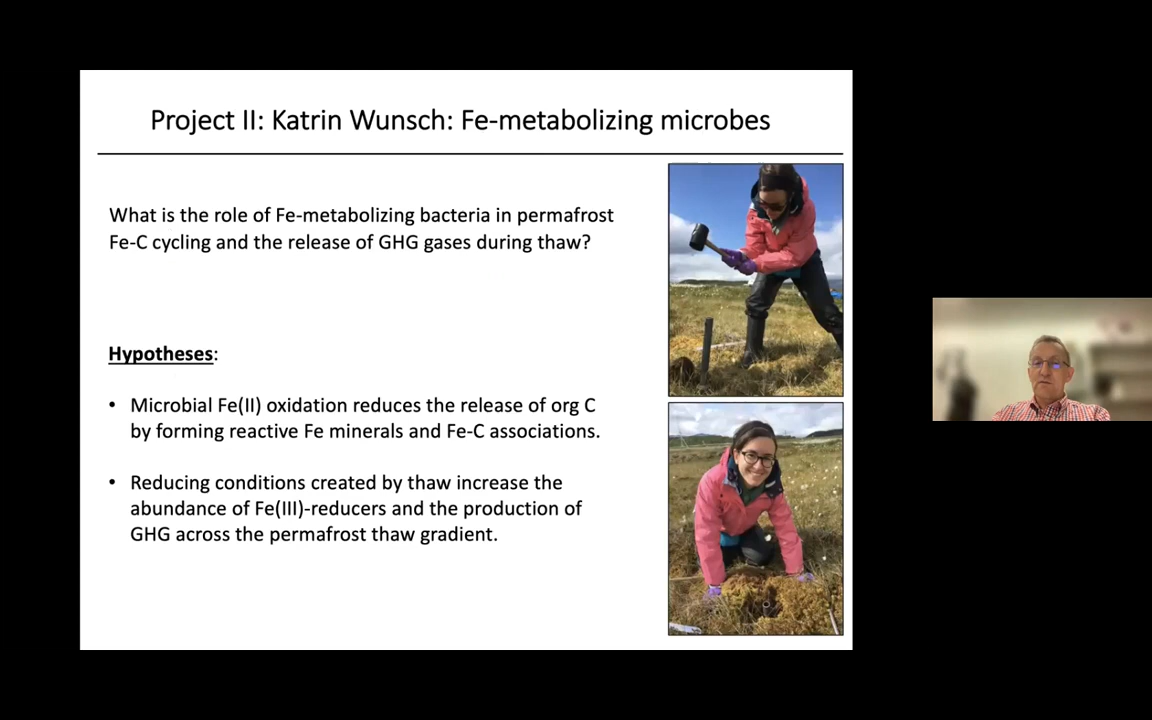 Project II: Katrin Wunsch: Fe-metabolizing microbes
What is the role of Fe-metabolizing bacteria in permafrost
Fe-C cycling and the release of GHG gases during thaw?
Hypotheses:
• Microbial Fe(II) oxidation reduces the release of org C
by forming reactive Fe minerals and Fe-C associations.
• Reducing conditions created by thaw increase the
abundance of Fe(III)-reducers and the production of
GHG across the permafrost thaw gradient.